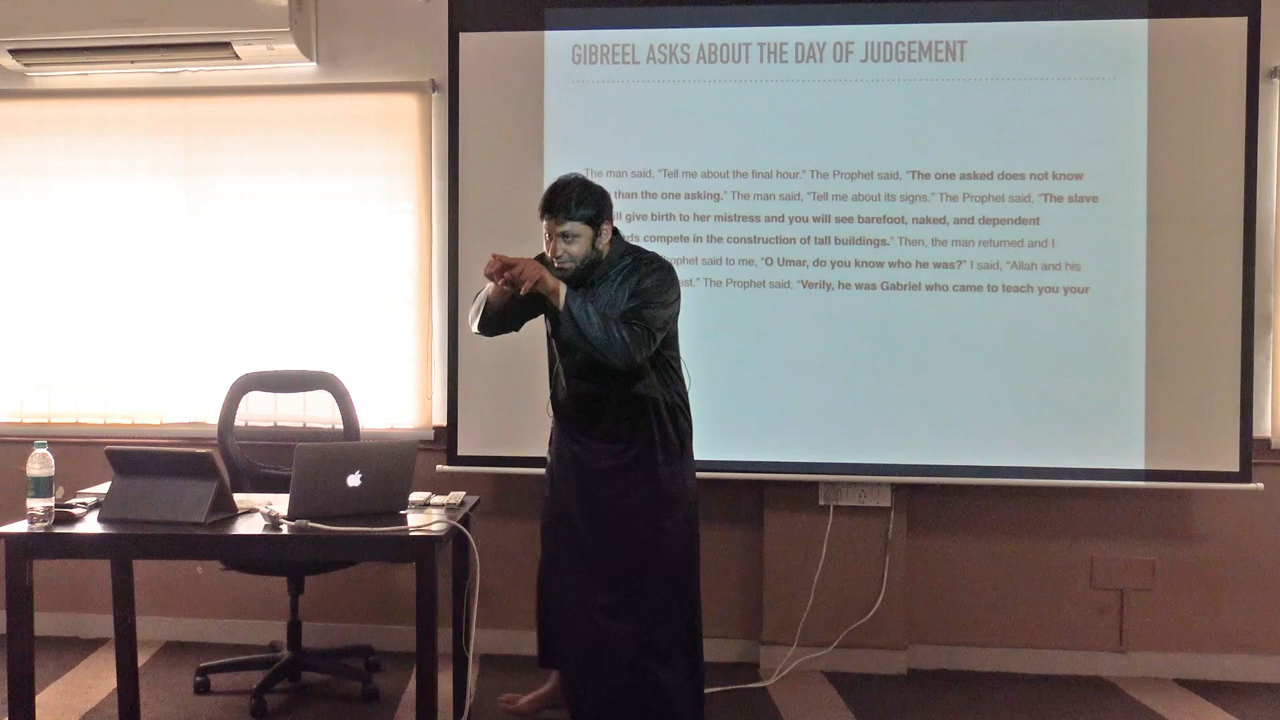 GIBREEL ASKS ABOUT THE DAY OF JUDGEMENT
The man said, “Tell me about the final hour.” The Prophet said, “The one asked does not know
than the one asking.” The man said, “Tell me about its signs.” The Prophet said, “The slave
give birth to her mistress and you will see barefoot, naked, and dependent
compete in the construction of tall buildings.” Then, the man returned and I
said to me, “O Umar, do you know who he was?” I said, “Allah and his
The Prophet said, “Verily, he was Gabriel who came to teach you your